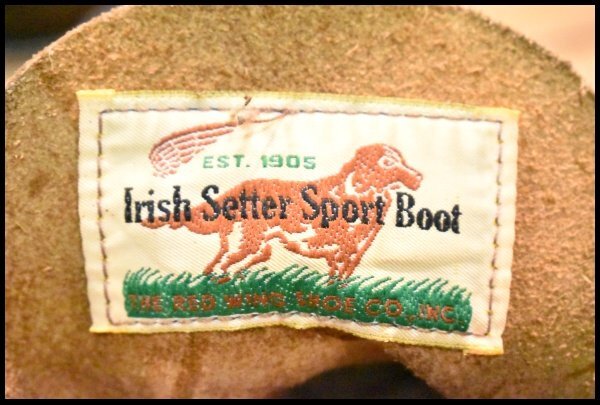 EST. 1905
Irish Setter Sport Boot
THE RED WING SHOE CO., INC.